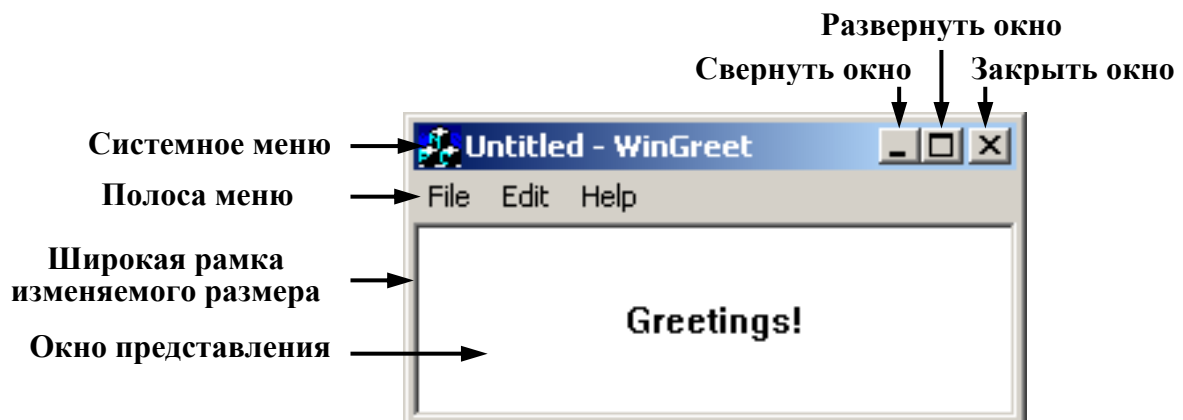 Развернуть окно
Свернуть окно
Закрыть окно
Системное меню
Untitled - WinGreet
Полоса меню
File Edit Help
Широкая рамка
изменяемого размера
Greetings!
Окно представления